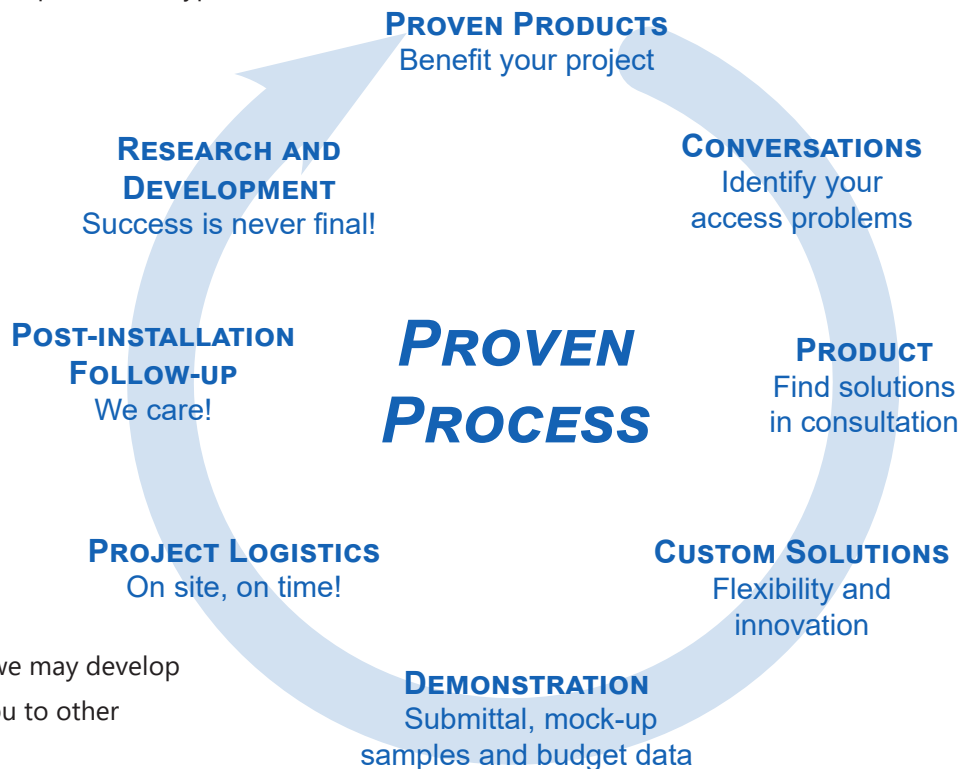 PROVEN PRODUCTS
Benefit your project
CONVERSATIONS
Identify your
access problems
PRODUCT
Find solutions
in consultation
CUSTOM SOLUTIONS
Flexibility and
innovation
DEMONSTRATION
Submittal, mock-up
samples and budget data
PROJECT LOGISTICS
On site, on time!
POST-INSTALLATION
FOLLOW-UP
We care!
RESEARCH AND
DEVELOPMENT
Success is never final!
PROVEN
PROCESS
we may develop
to other